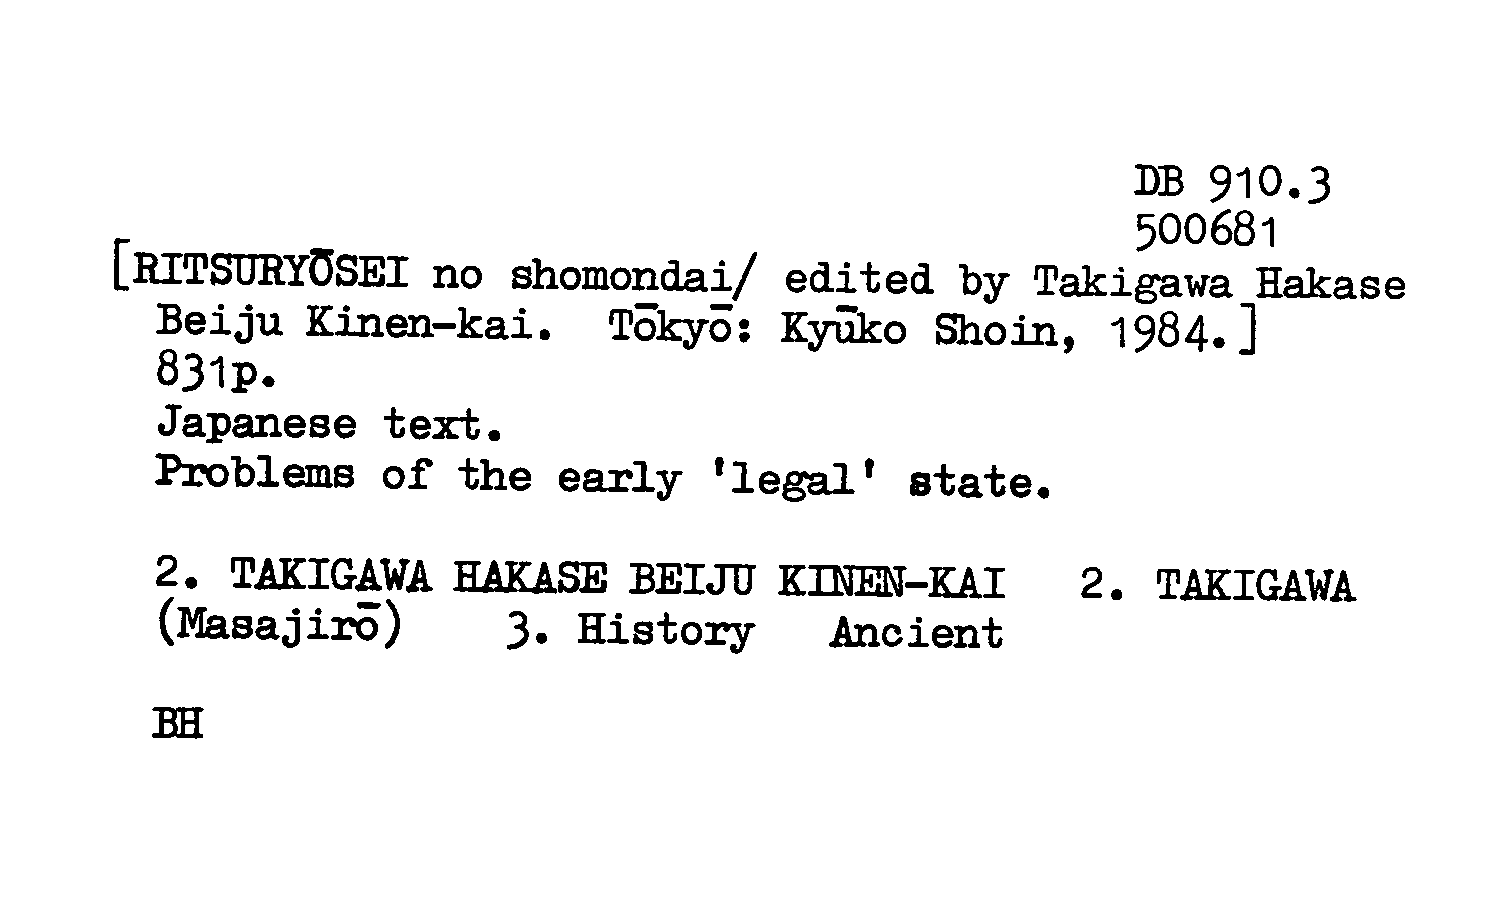 DB 910.3
500681
[RITSURYŌSEI no shomondai/ edited by Takigawa Hakase
Beiju Kinen-kai. Tōkyō: Kyūko Shoin, 1984.]
831p.
Japanese text.
Problems of the early 'legal' state.
2. TAKIGAWA HAKASE BEIJU KINEN-KAI 2. TAKIGAWA
(Masajirō) 3. History Ancient
BH